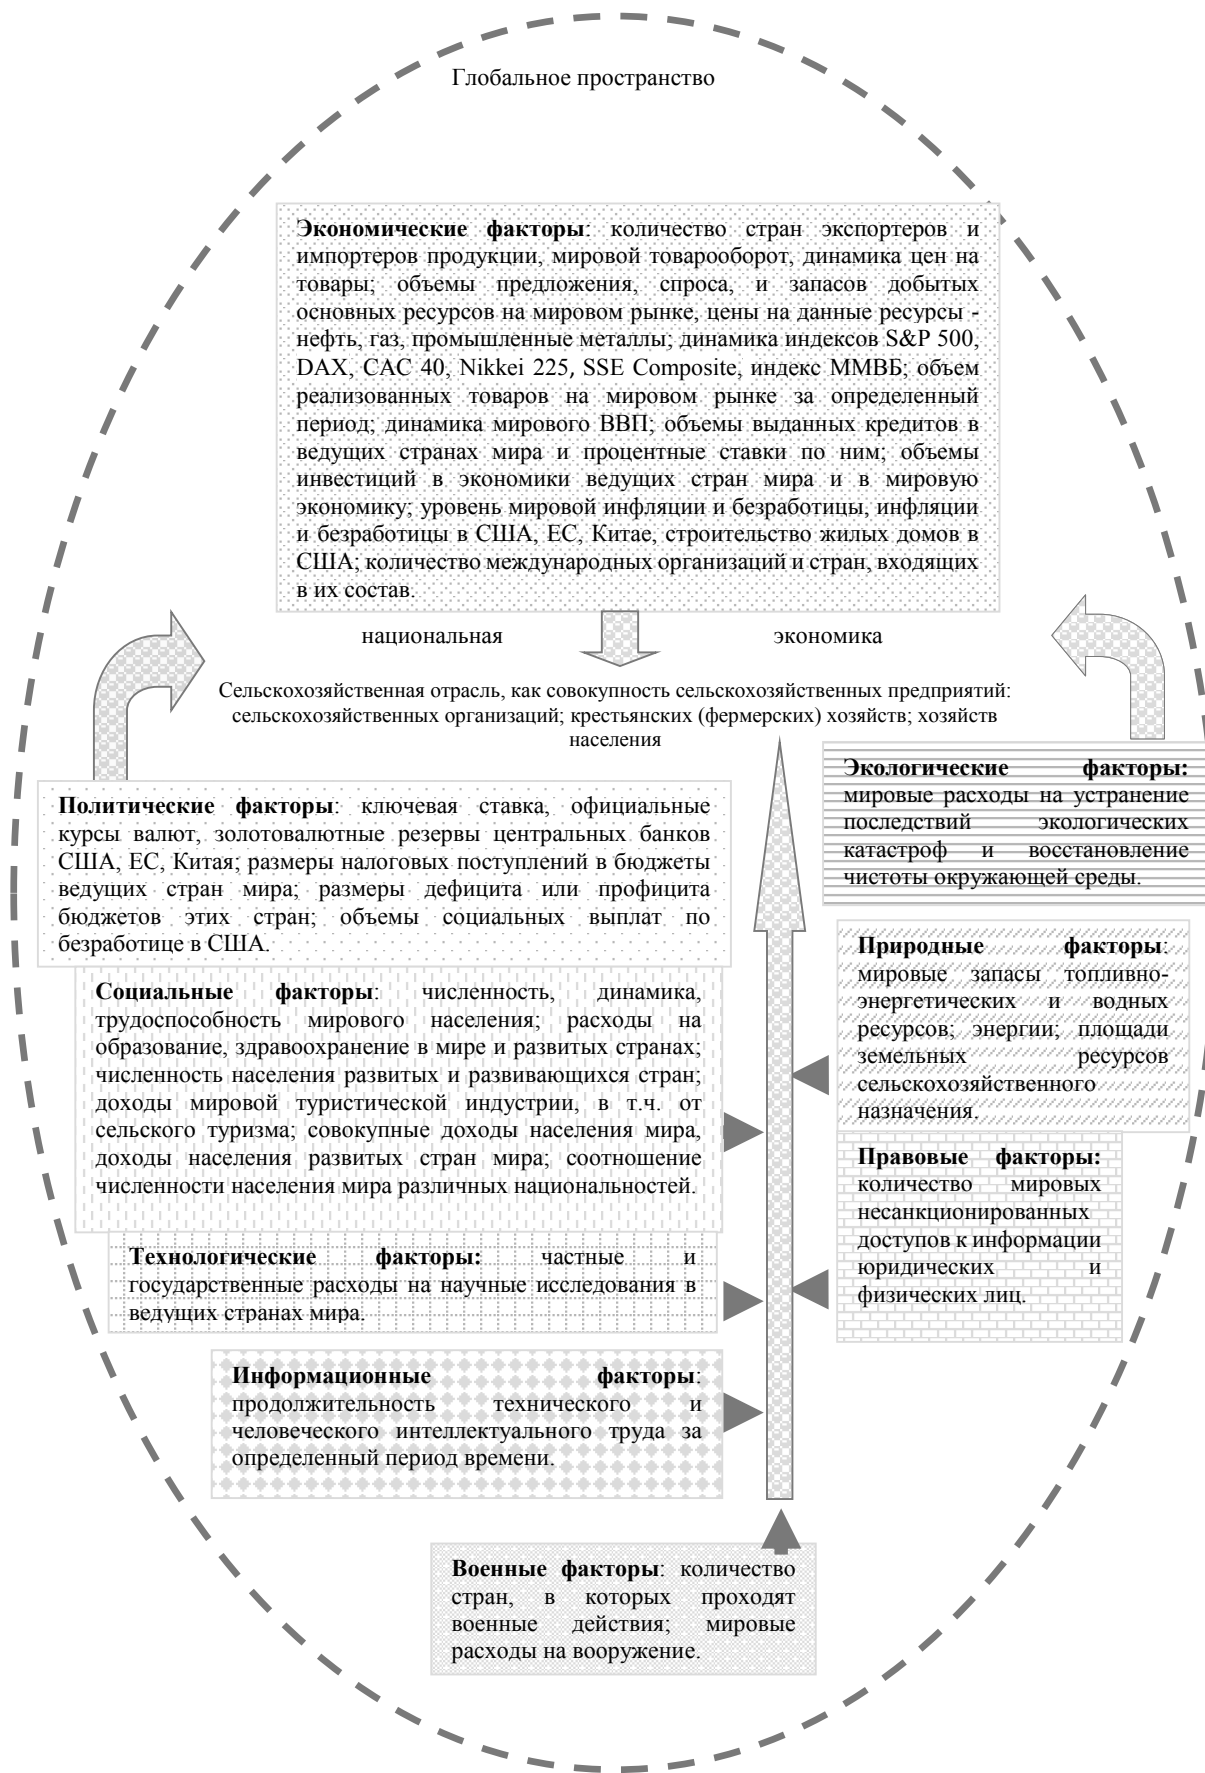 Глобальное пространство
Экономические факторы: количество стран экспортеров и
импортеров продукции, мировой товарооборот, динамика цен на
товары; объемы предложения, спроса, и запасов добытых
основных ресурсов на мировом рынке, цены на данные ресурсы -
нефть, газ, промышленные металлы; динамика индексов S&P 500,
DAX, CAC 40, Nikkei 225, SSE Composite, индекс ММВБ; объем
реализованных товаров на мировом рынке за определенный
период; динамика мирового ВВП; объемы выданных кредитов в
ведущих странах мира и процентные ставки по ним; объемы
инвестиций в экономики ведущих стран мира и в мировую
экономику; уровень мировой инфляции и безработицы, инфляции
и безработицы в США, ЕС, Китае, строительство жилых домов в
США; количество международных организаций и стран, входящих
в их состав.
национальная экономика
Сельскохозяйственная отрасль, как совокупность сельскохозяйственных предприятий:
сельскохозяйственных организаций; крестьянских (фермерских) хозяйств; хозяйств
населения
Политические факторы: ключевая ставка, официальные
курсы валют, золотовалютные резервы центральных банков
США, ЕС, Китая; размеры налоговых поступлений в бюджеты
ведущих стран мира; размеры дефицита или профицита
бюджетов этих стран; объемы социальных выплат по
безработице в США.
Экологические факторы:
мировые расходы на устранение
последствий экологических
катастроф и восстановление
чистоты окружающей среды.
Социальные факторы: численность, динамика,
трудоспособность мирового населения; расходы на
образование, здравоохранение в мире и развитых странах;
численность населения развитых и развивающихся стран;
доходы мировой туристической индустрии, в т.ч. от
сельского туризма; совокупные доходы населения мира,
доходы населения развитых стран мира; соотношение
численности населения мира различных национальностей.
Природные факторы:
мировые запасы топливно-
энергетических и водных
ресурсов; энергии; площади
земельных ресурсов
сельскохозяйственного
назначения.
Правовые факторы:
количество мировых
несанкционированных
доступов к информации
юридических и
физических лиц.
Технологические факторы: частные и
государственные расходы на научные исследования в
ведущих странах мира.
Информационные факторы:
продолжительность технического и
человеческого интеллектуального труда за
определенный период времени.
Военные факторы: количество
стран, в которых проходят
военные действия; мировые
расходы на вооружение.